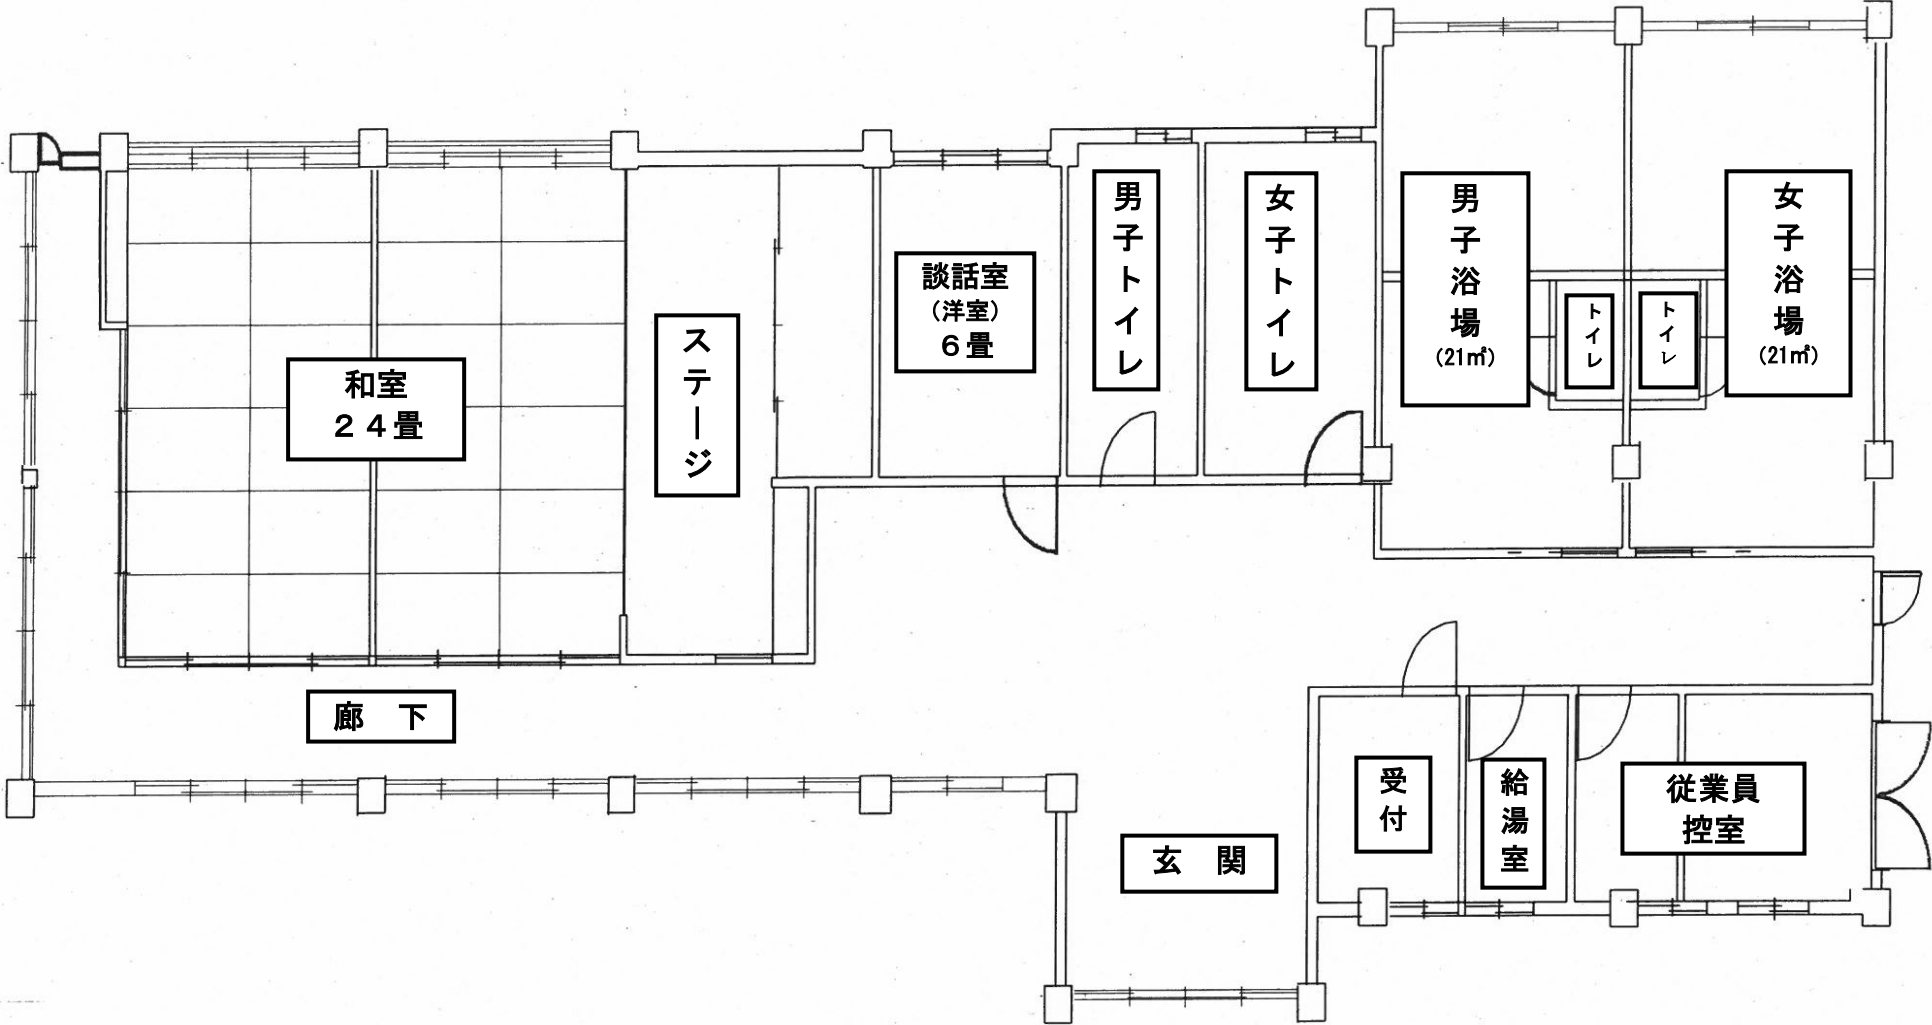 和室
２４畳
ステージ
談話室
（洋室）
６畳
男子トイレ
女子トイレ
男子浴場
（21㎡）
トイレ
トイレ
女子浴場
（21㎡）
廊　下
玄　関
受付
給湯室
従業員
控室